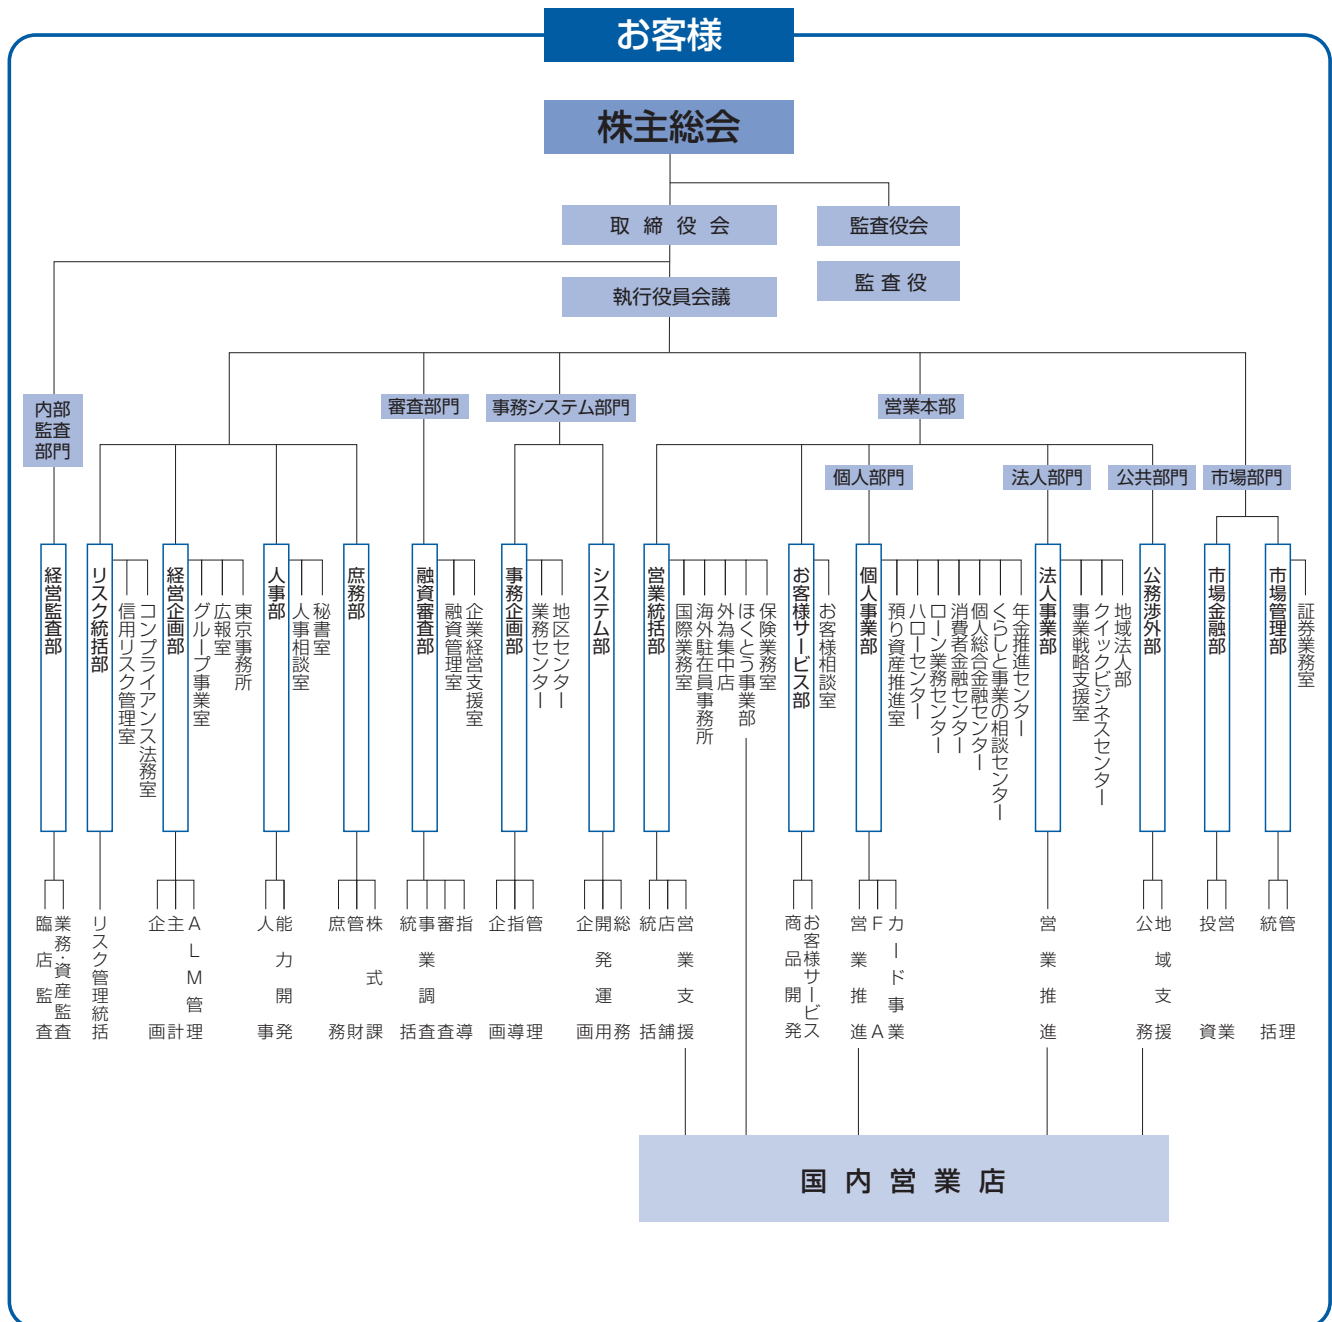 お客様
株主総会
取締役会
監査役会
監査役
執行役員会議
内部
監査
部門
審査部門
事務システム部門
営業本部
個人部門
法人部門
公共部門
市場部門
経営監査部
リスク統括部
信用リスク管理室
コンプライアンス法務室
経営企画部
グループ事業室
広報室
東京事務所
人事部
人事相談室
秘書室
庶務部
融資審査部
融資管理室
企業経営支援室
事務企画部
業務センター
地区センター
システム部
営業統括部
国際業務室
海外駐在員事務所
外為集中店
ほくとう事業部
保険業務室
お客様サービス部
お客様相談室
個人事業部
預り資産推進室
ハローセンター
ローン業務センター
消費者金融センター
個人総合金融センター
くらしと事業の相談センター
年金推進センター
法人事業部
事業戦略支援室
クイックビジネスセンター
地域法人部
公務渉外部
市場金融部
市場管理部
証券業務室
臨店監査
業務・資産監査
リスク管理統括
企画
主計
ALM管理
人事
能力開発
庶務
管財
株式課
統括
事業調査
審査
指導
企画
指導
管理
企画
開発運用
総務
統括
店舗
営業支援
商品開発
お客様サービス
営業推進
FA
カード事業
営業推進
公務
地域支援
投資
営業
統括
管理
国内営業店